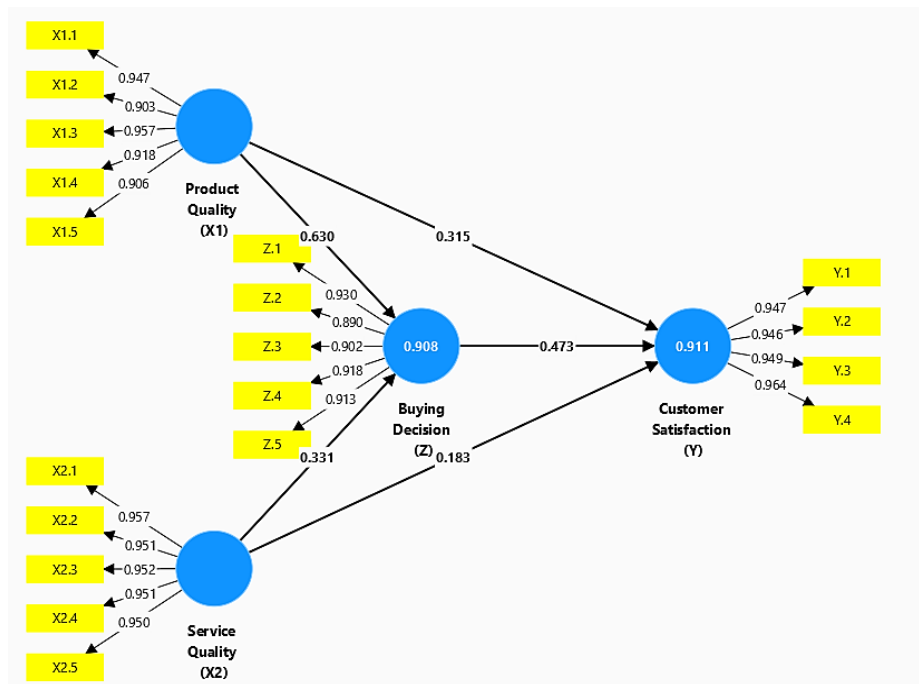 X1.1
0.947
X1.2
0.903
X1.3
0.957
X1.4
0.918
X1.5
0.906
Product
Quality
(X1)
0.630
0.315
Z.1
0.930
Z.2
0.890
Z.3
0.902
Z.4
0.918
Z.5
0.913
0.908
Buying
Decision
(Z)
0.473
0.331
0.183
0.911
Customer
Satisfaction
(Y)
Y.1
0.947
Y.2
0.946
Y.3
0.949
Y.4
0.964
X2.1
0.957
X2.2
0.951
X2.3
0.952
X2.4
0.951
X2.5
0.950
Service
Quality
(X2)